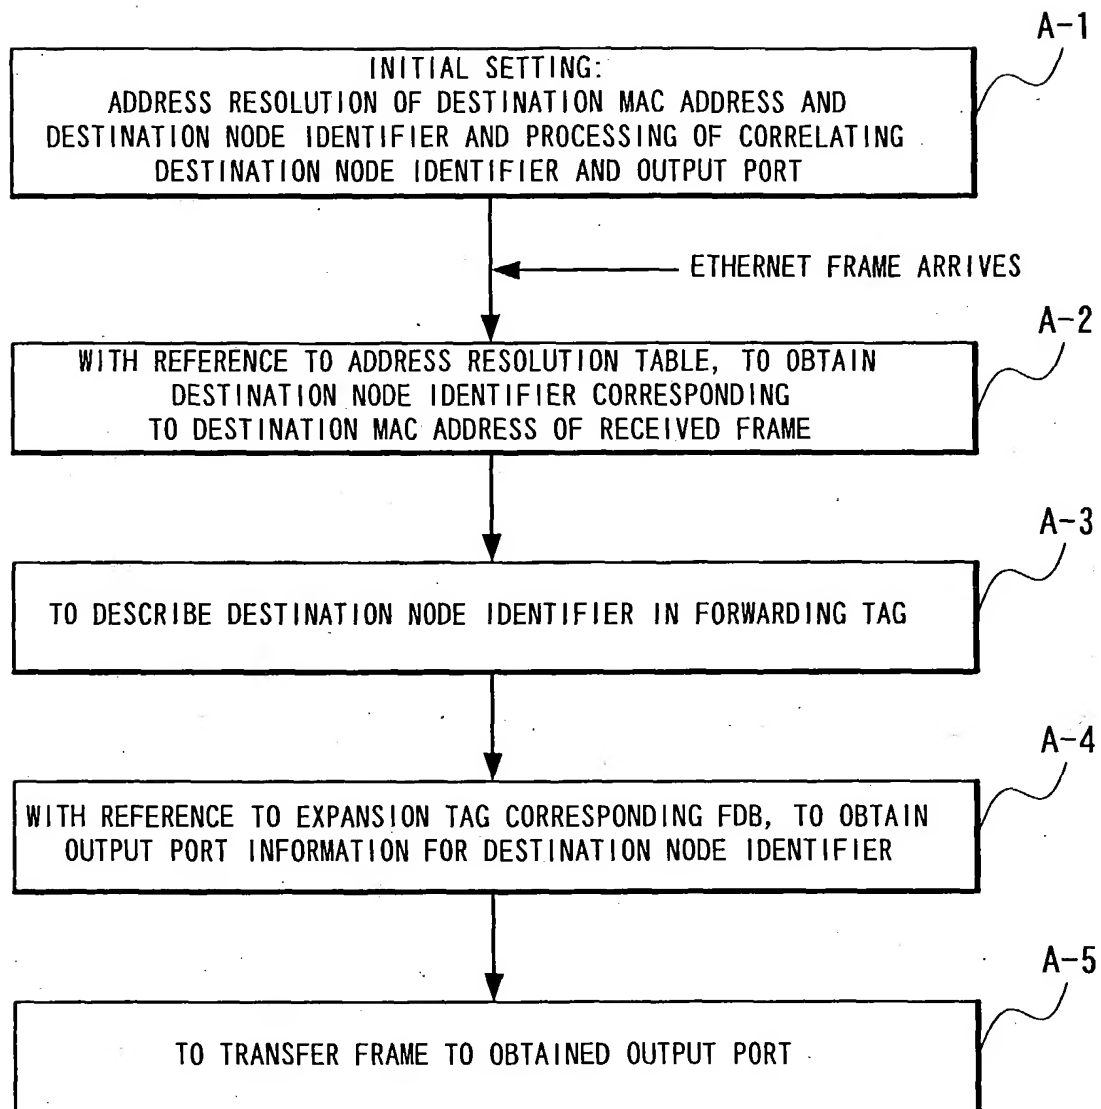 A-1
INITIAL SETTING:
ADDRESS RESOLUTION OF DESTINATION MAC ADDRESS AND
DESTINATION NODE IDENTIFIER AND PROCESSING OF CORRELATING
DESTINATION NODE IDENTIFIER AND OUTPUT PORT
ETHERNET FRAME ARRIVES
A-2
WITH REFERENCE TO ADDRESS RESOLUTION TABLE, TO OBTAIN
DESTINATION NODE IDENTIFIER CORRESPONDING
TO DESTINATION MAC ADDRESS OF RECEIVED FRAME
A-3
TO DESCRIBE DESTINATION NODE IDENTIFIER IN FORWARDING TAG
A-4
WITH REFERENCE TO EXPANSION TAG CORRESPONDING FDB, TO OBTAIN
OUTPUT PORT INFORMATION FOR DESTINATION NODE IDENTIFIER
A-5
TO TRANSFER FRAME TO OBTAINED OUTPUT PORT